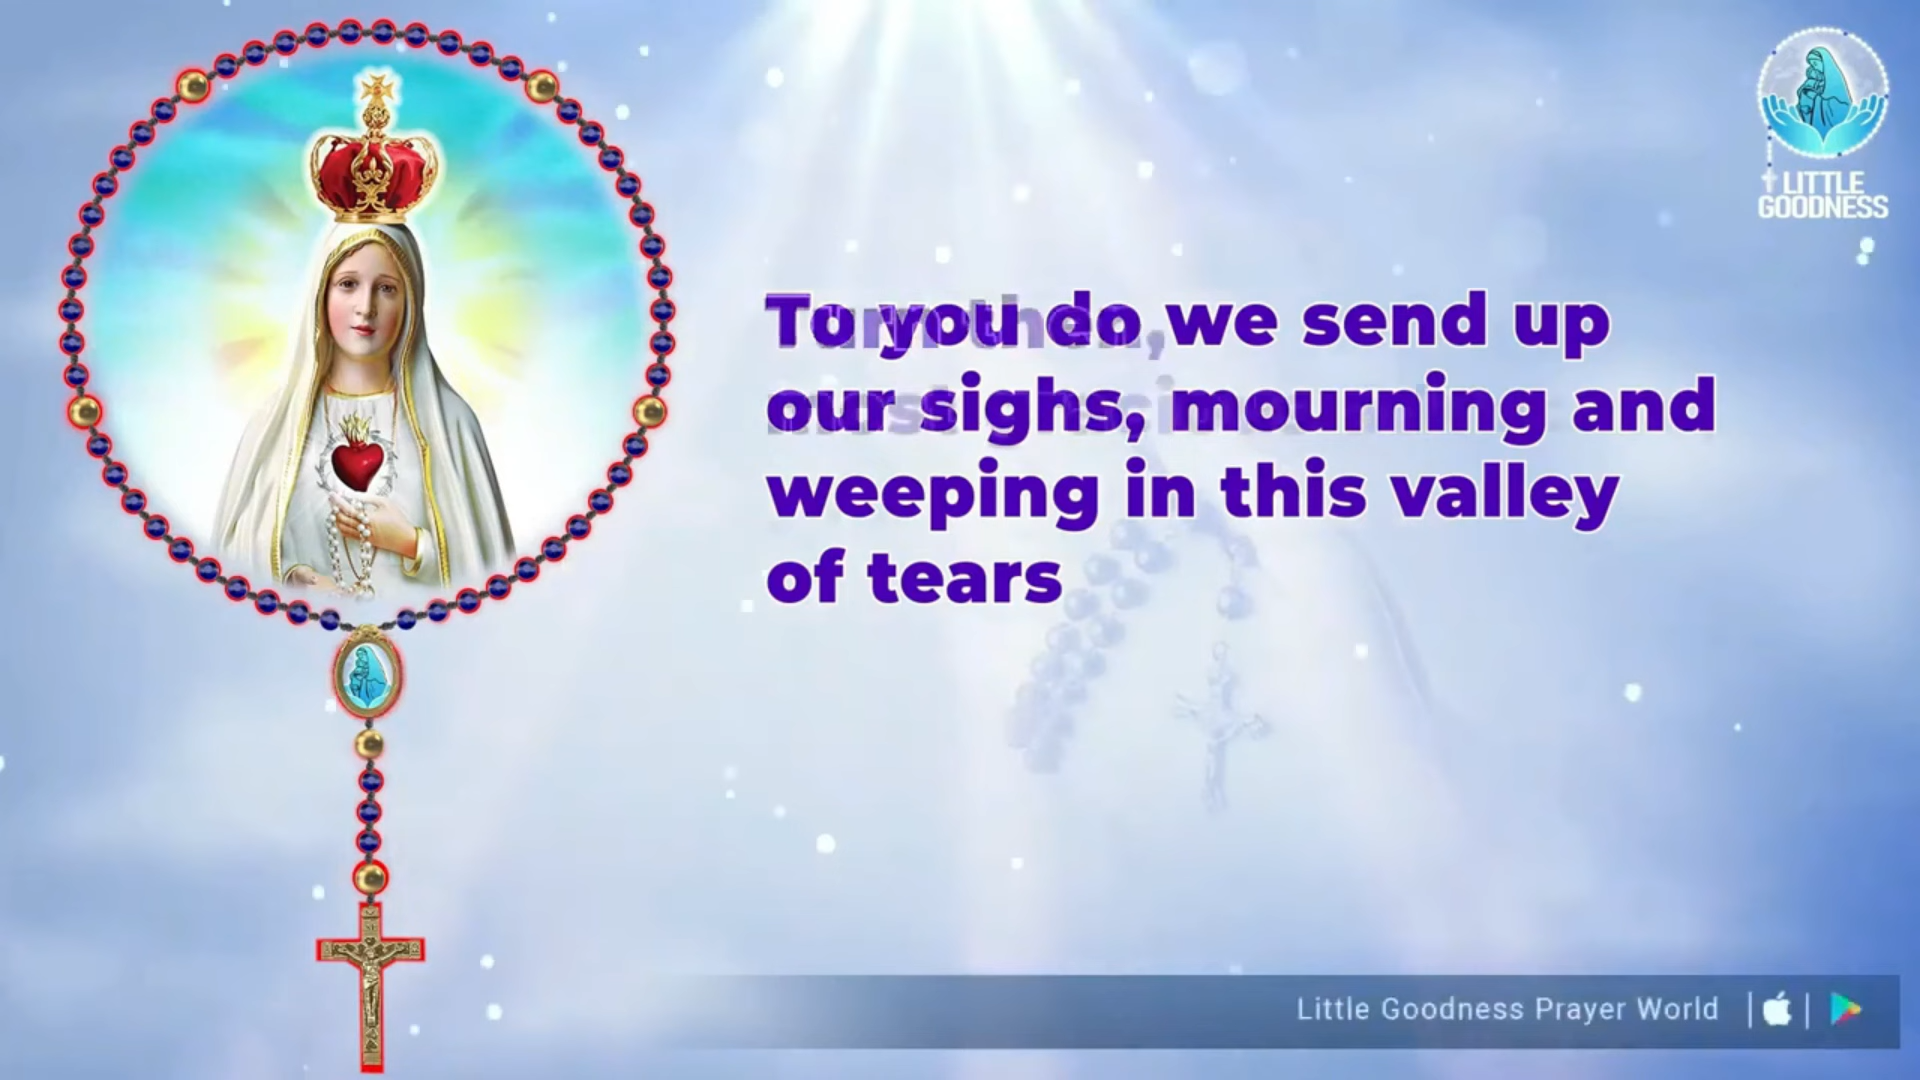 LITTLE
GOODNESS
To you do we send up
our sighs, mourning and
weeping in this valley
of tears
Little Goodness Prayer World